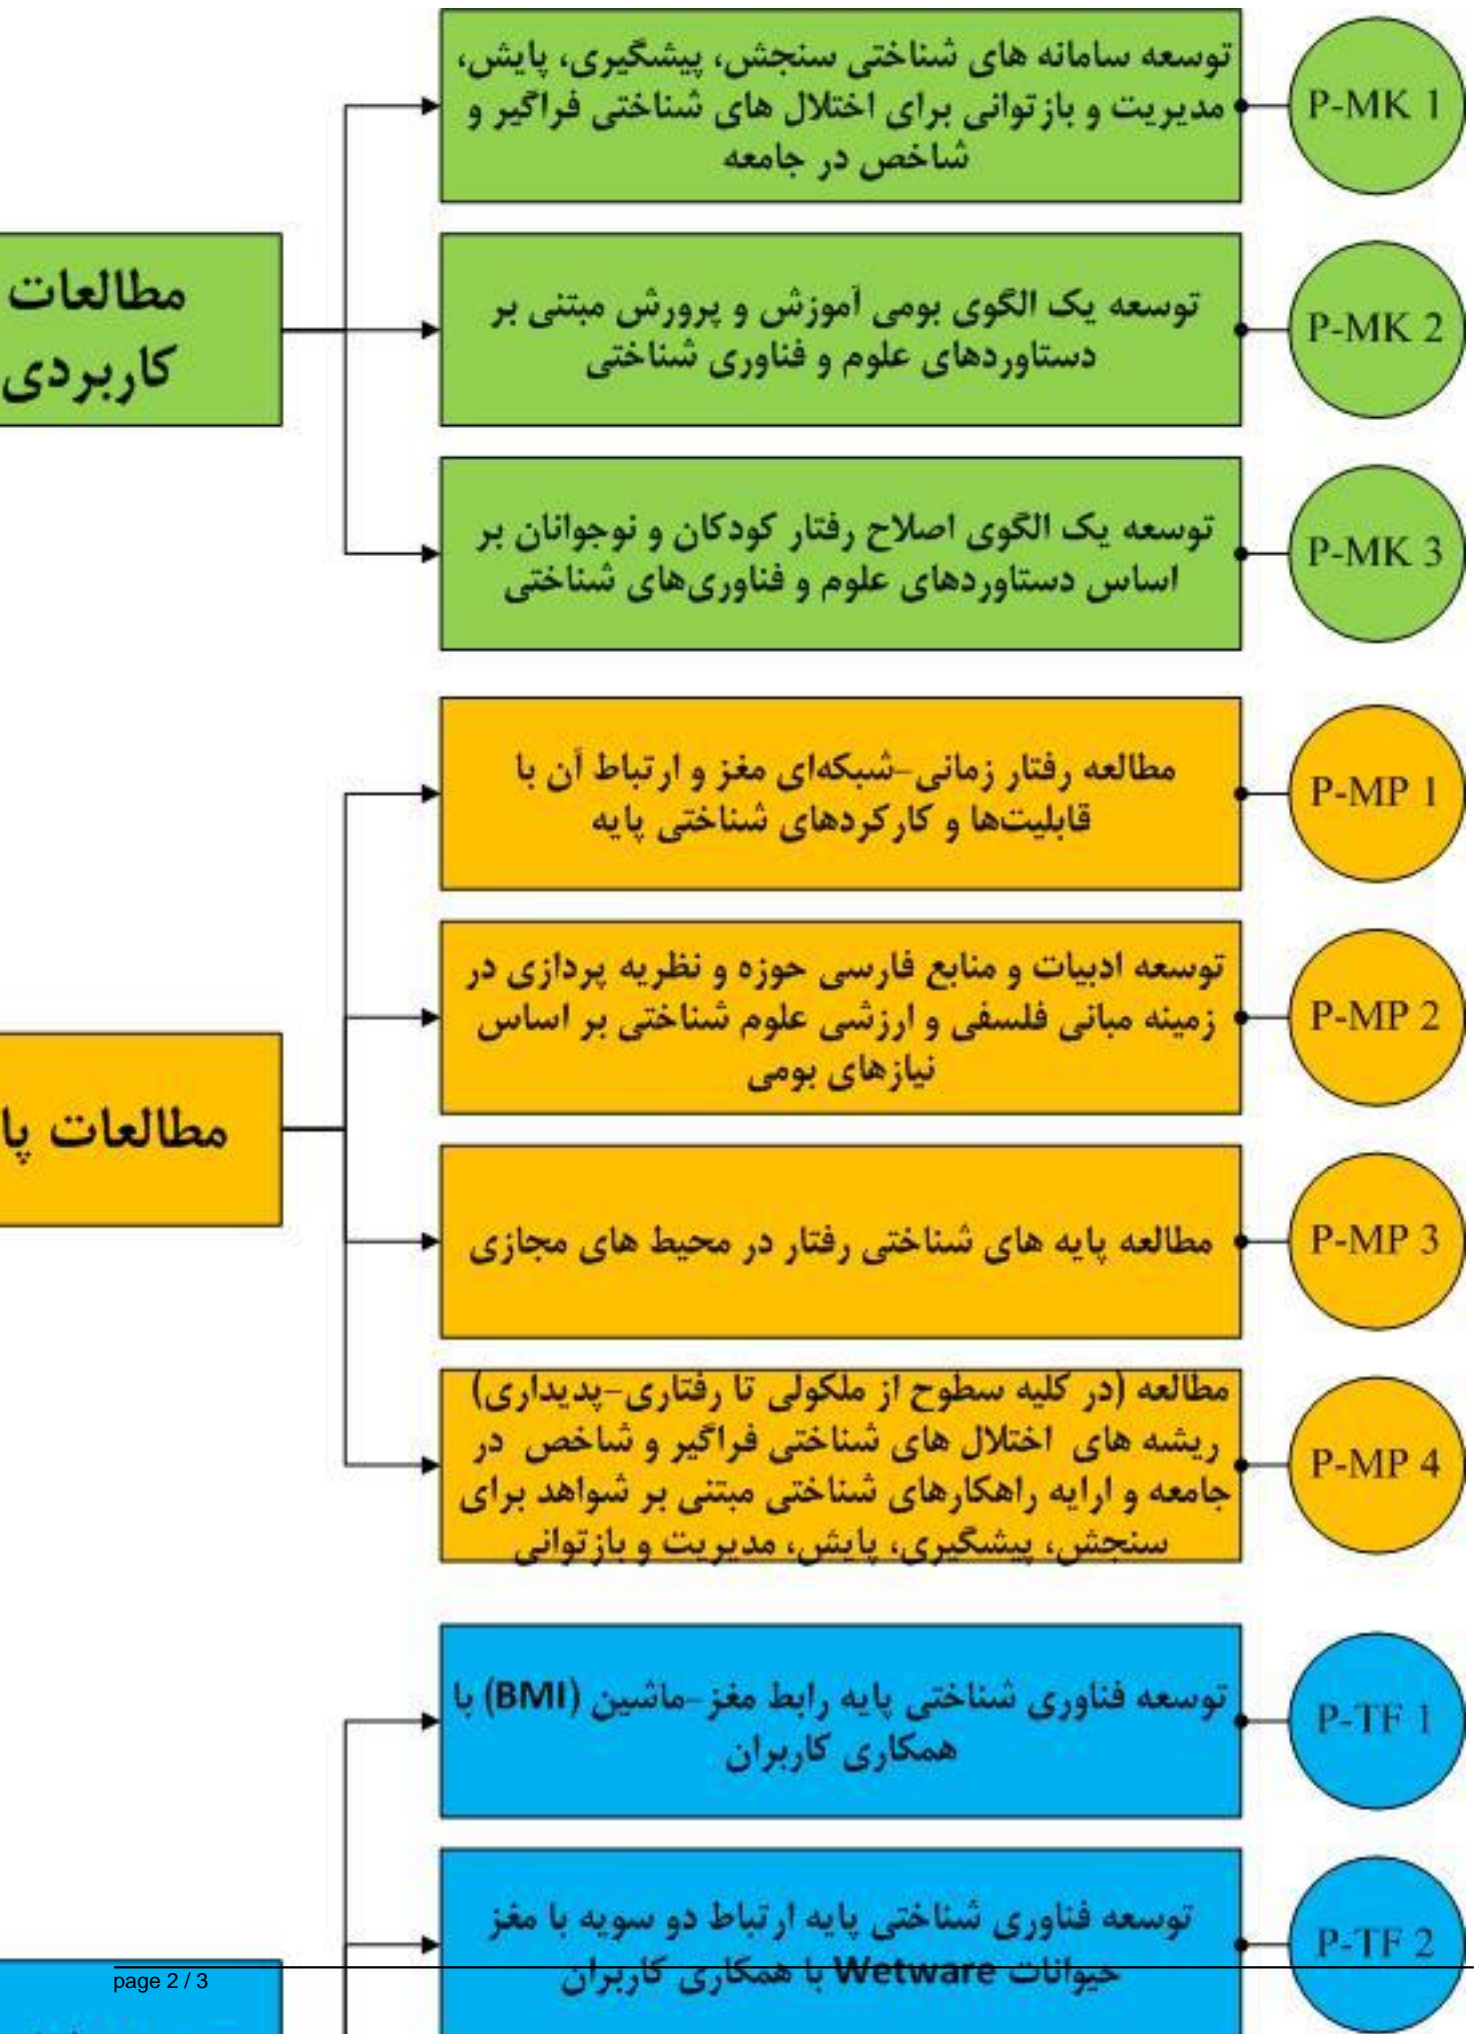 توسعه سامانه های شناختی سنجش، پیشگیری، پایش،
مدیریت و بازتوانی برای اختلال های شناختی فراگیر و
شاخص در جامعه
P-MK 1
مطالعات
کاربردی
توسعه یک الگوی بومی آموزش و پرورش مبتنی بر
دستاوردهای علوم و فناوری شناختی
P-MK 2
توسعه یک الگوی اصلاح رفتار کودکان و نوجوانان بر
اساس دستاوردهای علوم و فناوری‌های شناختی
P-MK 3
مطالعه رفتار زمانی-شبکه‌ای مغز و ارتباط آن با
قابلیت‌ها و کارکردهای شناختی پایه
P-MP 1
توسعه ادبیات و منابع فارسی حوزه و نظریه پردازی در
زمینه مبانی فلسفی و ارزشی علوم شناختی بر اساس
نیازهای بومی
P-MP 2
مطالعات پا
مطالعه پایه های شناختی رفتار در محیط های مجازی
P-MP 3
مطالعه (در کلیه سطوح از ملکولی تا رفتاری-پدیداری)
ریشه های اختلال های شناختی فراگیر و شاخص در
جامعه و ارایه راهکارهای شناختی مبتنی بر شواهد برای
سنجش، پیشگیری، پایش، مدیریت و بازتوانی
P-MP 4
توسعه فناوری شناختی پایه رابط مغز-ماشین (BMI) با
همکاری کاربران
P-TF 1
توسعه فناوری شناختی پایه ارتباط دو سویه با مغز
حیوانات Wetware با همکاری کاربران
P-TF 2
page 2 / 3